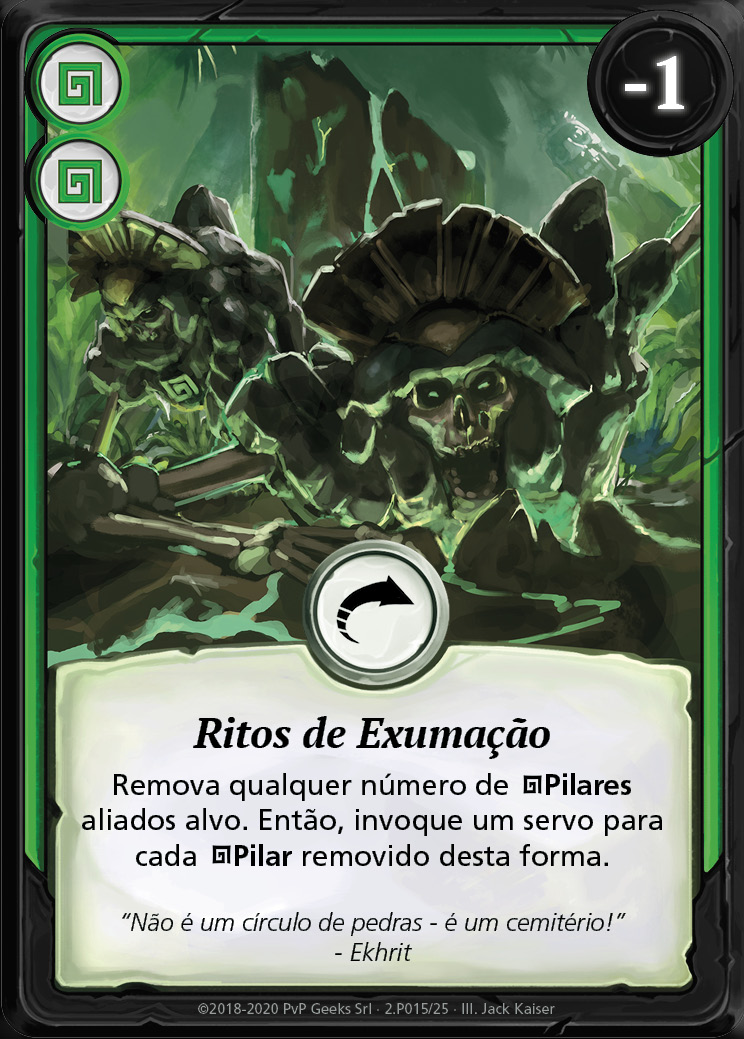 -1
Ritos de Exumação
Remova qualquer número de Pilares
aliados alvo. Então, invoque um servo para
cada Pilar removido desta forma.
“Não é um círculo de pedras - é um cemitério!”
- Ekhrit
©2018-2020 PvP Geeks Srl · 2.P015/25 · Ill. Jack Kaiser